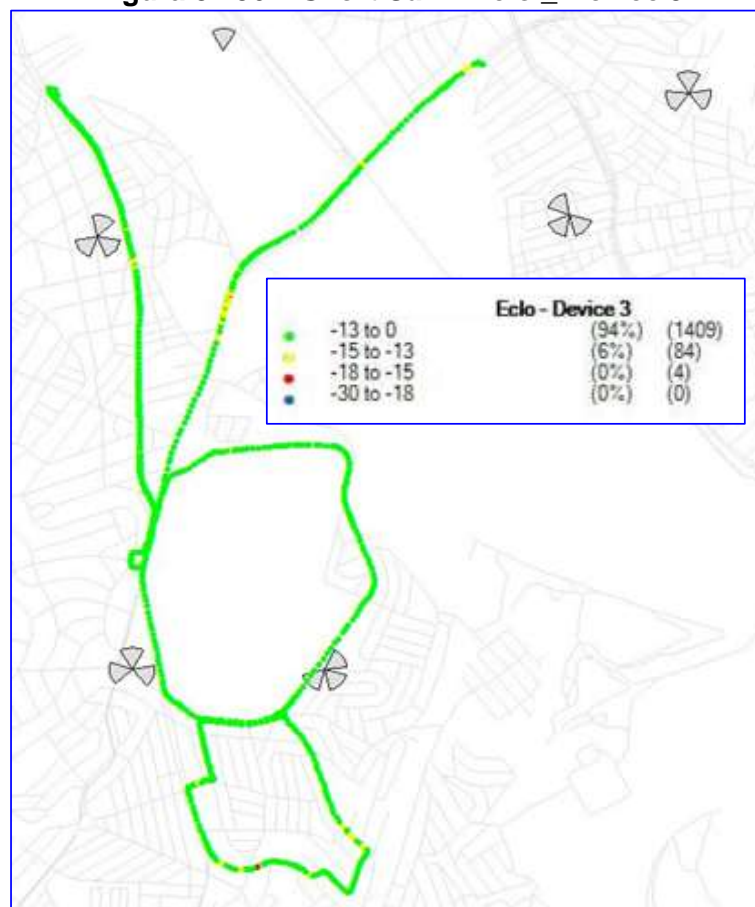 Eclo - Device 3
-13 to 0 (94%) (1409)
-15 to -13 (6%) (84)
-18 to -15 (0%) (4)
-30 to -18 (0%) (0)